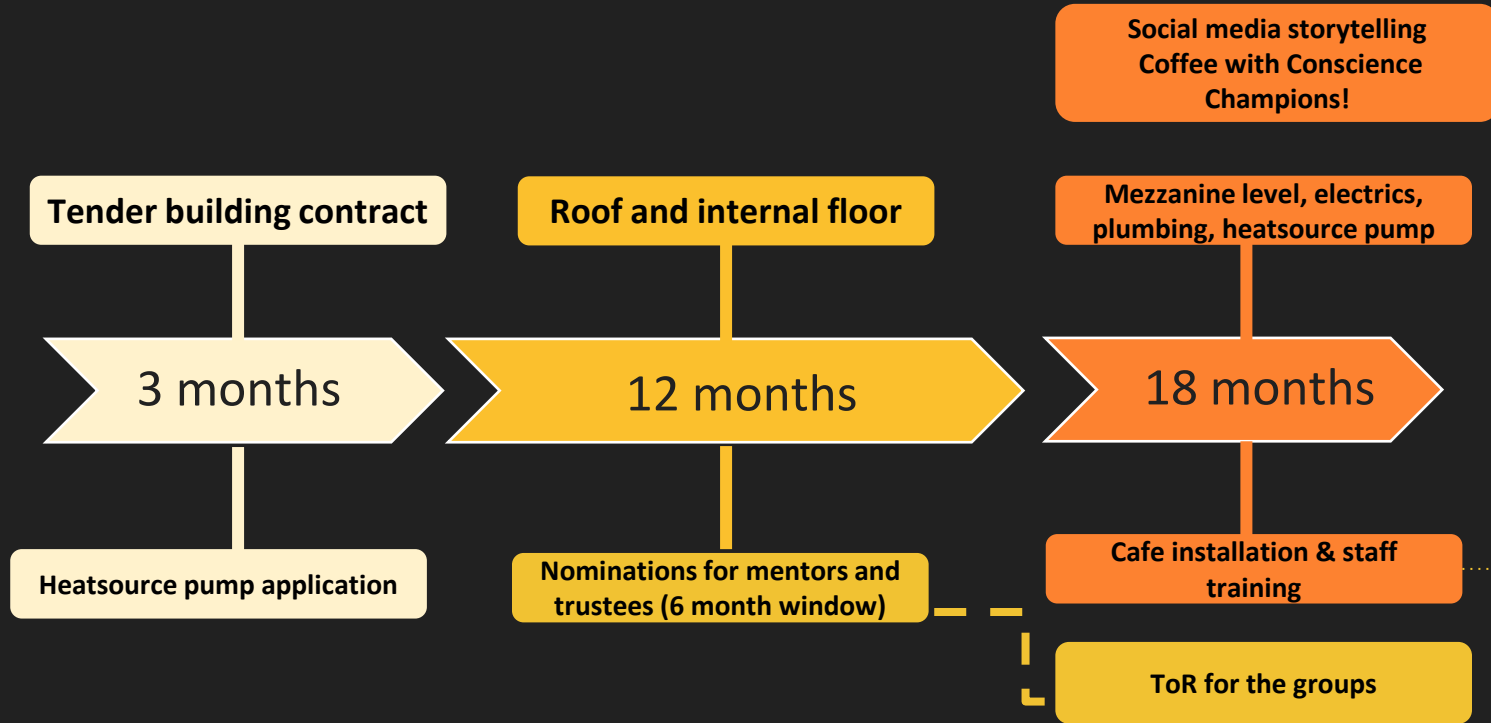 Social media storytelling
Coffee with Conscience
Champions!
Tender building contract
Roof and internal floor
Mezzanine level, electrics,
plumbing, heatsource pump
3 months
12 months
18 months
Heatsource pump application
Nominations for mentors and
trustees (6 month window)
Cafe installation & staff
training
ToR for the groups